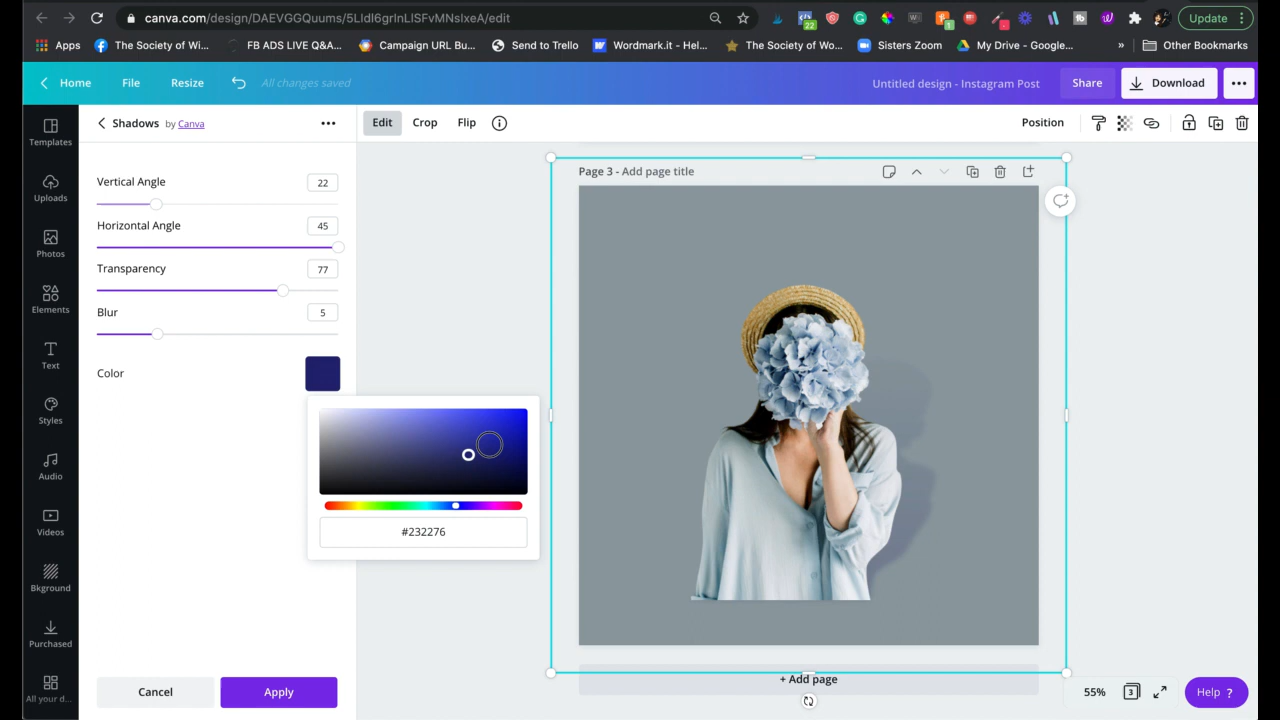 canva.com/design/DAEVGGQuums/5LIdI6grInLISFvMNsIxeA/edit
22
1
Update
Apps
The Society of Wi...
FB ADS LIVE Q&A...
Campaign URL Bu...
Send to Trello
Wordmark.it - Hel...
The Society of Wo...
Sisters Zoom
My Drive - Google...
»
Other Bookmarks
Home
File
Resize
All changes saved
Untitled design - Instagram Post
Share
Download
Templates
Uploads
Photos
Elements
Text
Styles
Audio
Videos
Bkground
Purchased
All your d...
Shadows by Canva
Vertical Angle 22
Horizontal Angle 45
Transparency 77
Blur 5
Color
#232276
Cancel
Apply
Edit
Crop
Flip
Position
Page 3 - Add page title
+ Add page
55%
3
Help ?